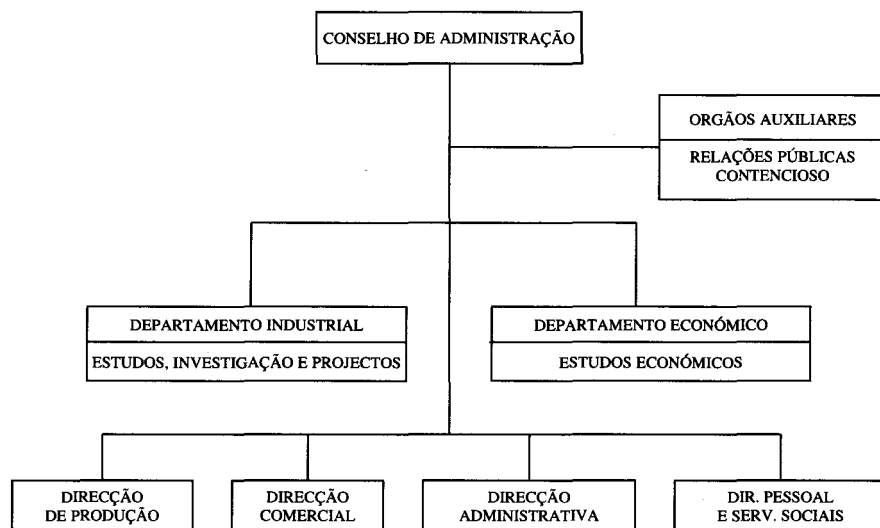 CONSELHO DE ADMINISTRAÇÃO
ORGÃOS AUXILIARES
RELAÇÕES PÚBLICAS
CONTENCIOSO
DEPARTAMENTO INDUSTRIAL
ESTUDOS, INVESTIGAÇÃO E PROJECTOS
DEPARTAMENTO ECONÓMICO
ESTUDOS ECONÓMICOS
DIRECÇÃO
DE PRODUÇÃO
DIRECÇÃO
COMERCIAL
DIRECÇÃO
ADMINISTRATIVA
DIR. PESSOAL
E SERV. SOCIAIS